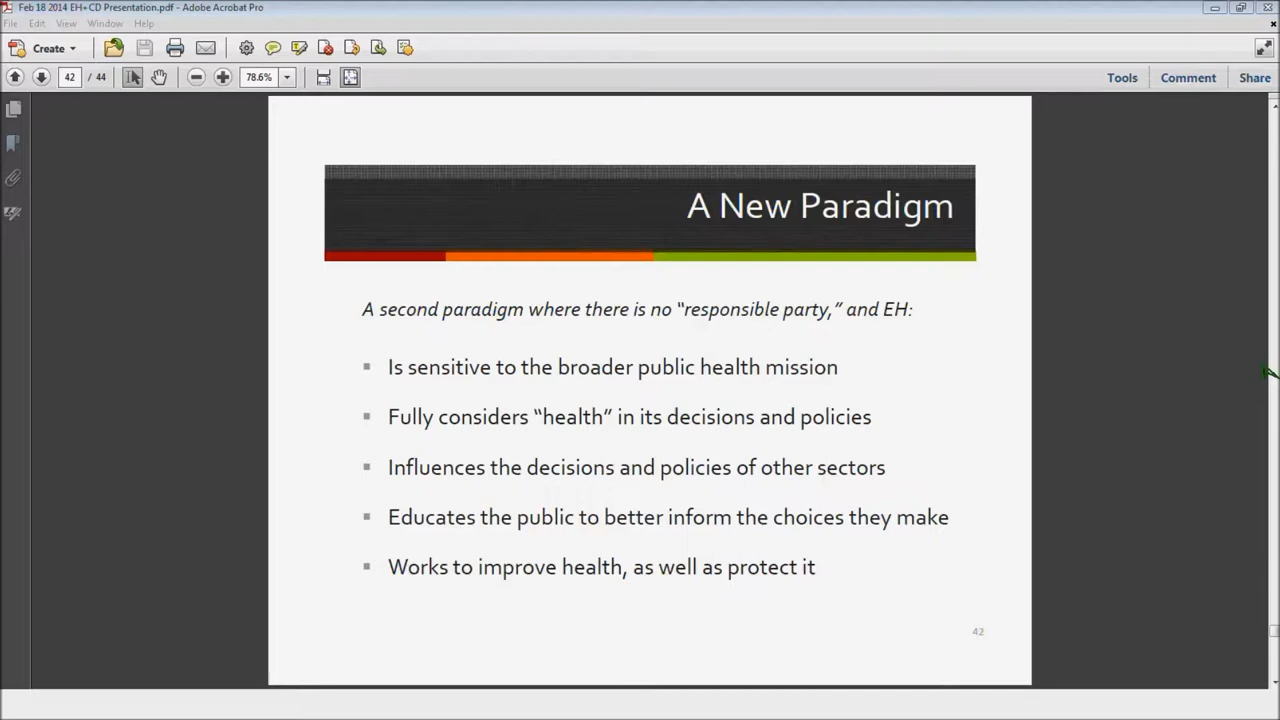 Feb 18 2014 EH+CD Presentation.pdf - Adobe Acrobat Pro
File Edit View Window Help
Create
42 / 44 78.6% Tools Comment Share
A New Paradigm
A second paradigm where there is no “responsible party,” and EH:
▪ Is sensitive to the broader public health mission
▪ Fully considers “health” in its decisions and policies
▪ Influences the decisions and policies of other sectors
▪ Educates the public to better inform the choices they make
▪ Works to improve health, as well as protect it
42